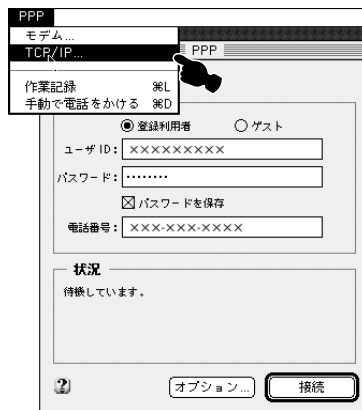 PPP
モデム...
TCP/IP...
PPP
作業記録 ⌘L
手動で電話をかける ⌘D
登録利用者 ゲスト
ユーザ ID: ×××××××××
パスワード: ••••••••
パスワードを保存
電話番号: ×××-×××-××××
状況
待機しています。
?
オプション... 接続